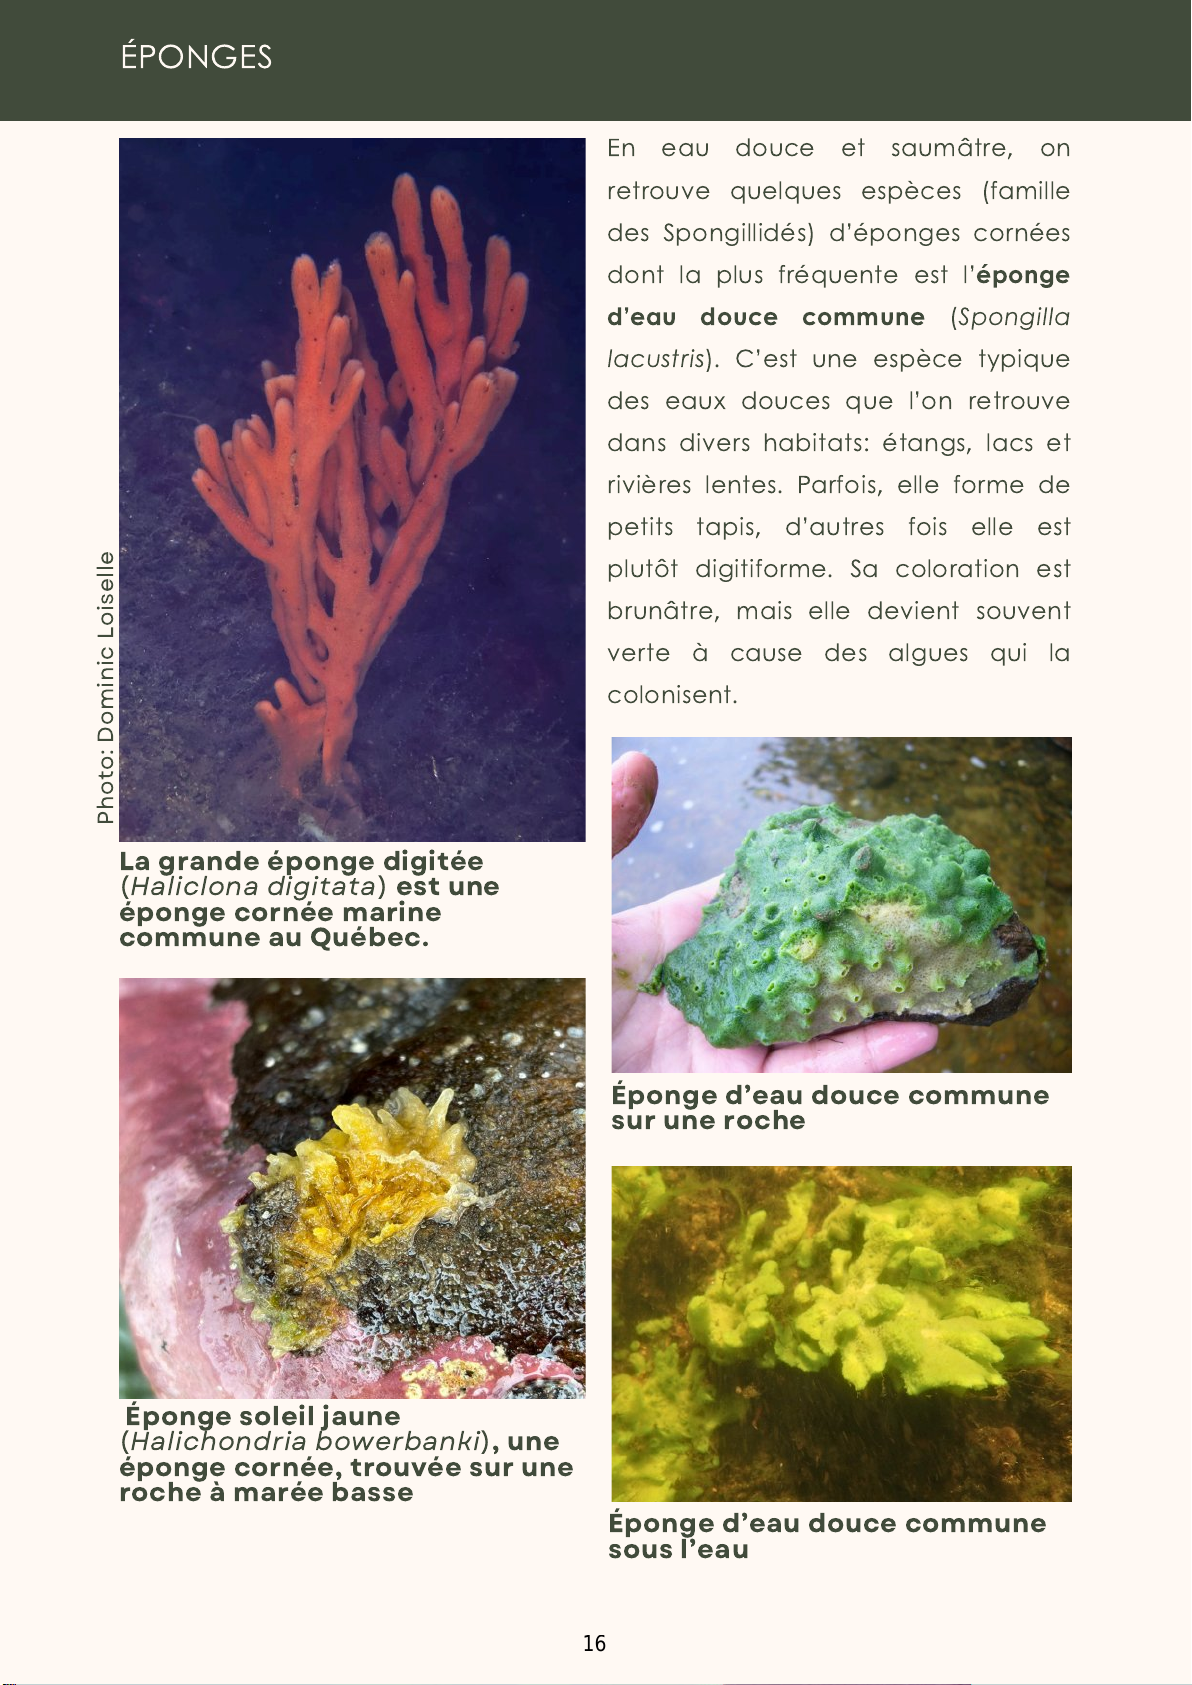 ÉPONGES
Photo: Dominic Loiselle
La grande éponge digitée
(Haliclona digitata) est une
éponge cornée marine
commune au Québec.
Éponge soleil jaune
(Halichondria bowerbanki), une
éponge cornée, trouvée sur une
roche à marée basse
En eau douce et saumâtre, on
retrouve quelques espèces (famille
des Spongillidés) d’éponges cornées
dont la plus fréquente est l’éponge
d’eau douce commune (Spongilla
lacustris). C’est une espèce typique
des eaux douces que l’on retrouve
dans divers habitats: étangs, lacs et
rivières lentes. Parfois, elle forme de
petits tapis, d’autres fois elle est
plutôt digitiforme. Sa coloration est
brunâtre, mais elle devient souvent
verte à cause des algues qui la
colonisent.
Éponge d’eau douce commune
sur une roche
Éponge d’eau douce commune
sous l’eau
16